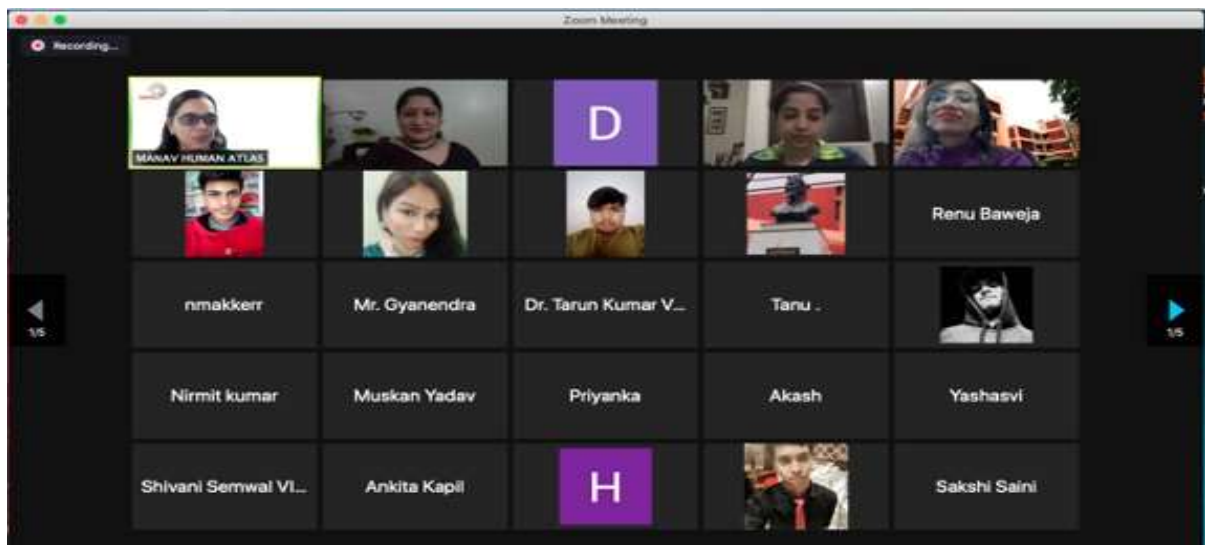 Zoom Meeting
Recording...
MANAV HUMAN ATLAS
D
Renu Baweja
1/5
nmakkerr
Mr. Gyanendra
Dr. Tarun Kumar V...
Tanu .
1/5
Nirmit kumar
Muskan Yadav
Priyanka
Akash
Yashasvi
Shivani Semwal VI...
Ankita Kapil
H
Sakshi Saini